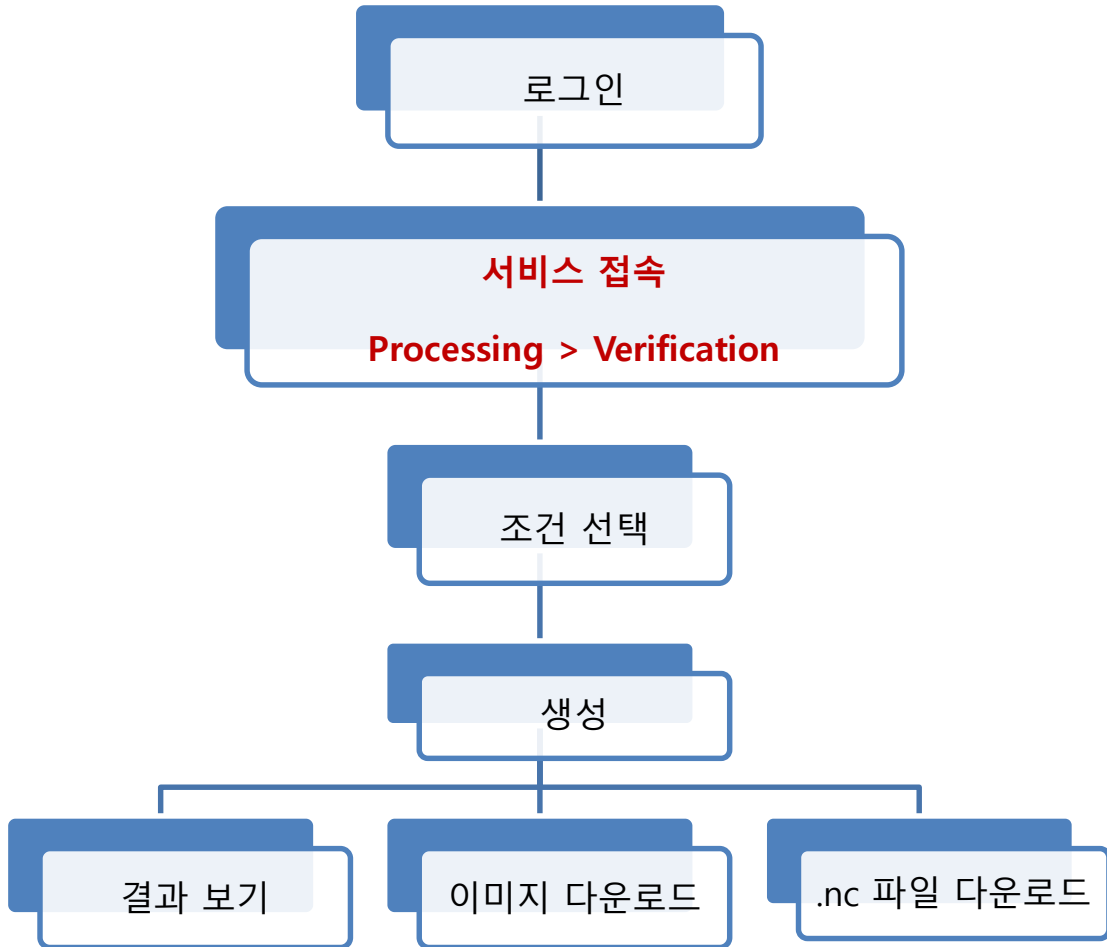 로그인
서비스 접속
Processing > Verification
조건 선택
생성
결과 보기
이미지 다운로드
.nc 파일 다운로드